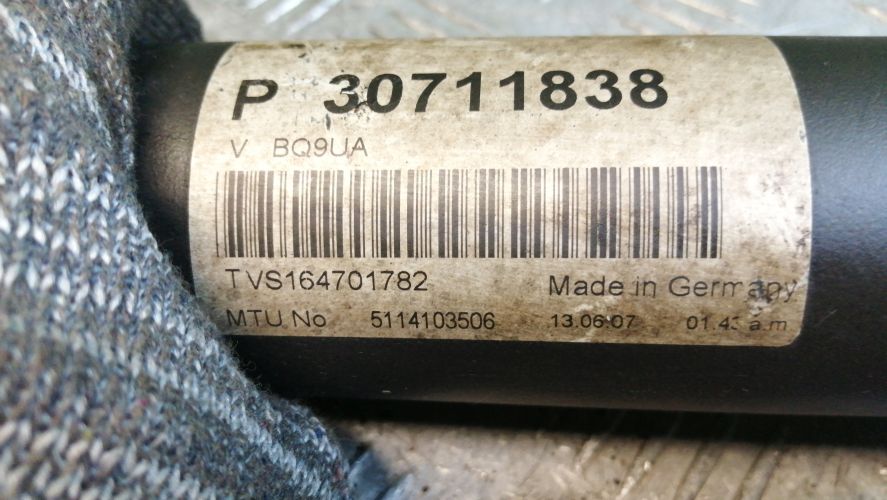 P 30711838
V BQ9UA
TVS164701782 Made in Germany
MTU No 5114103506 13.06.07 01.43 a.m